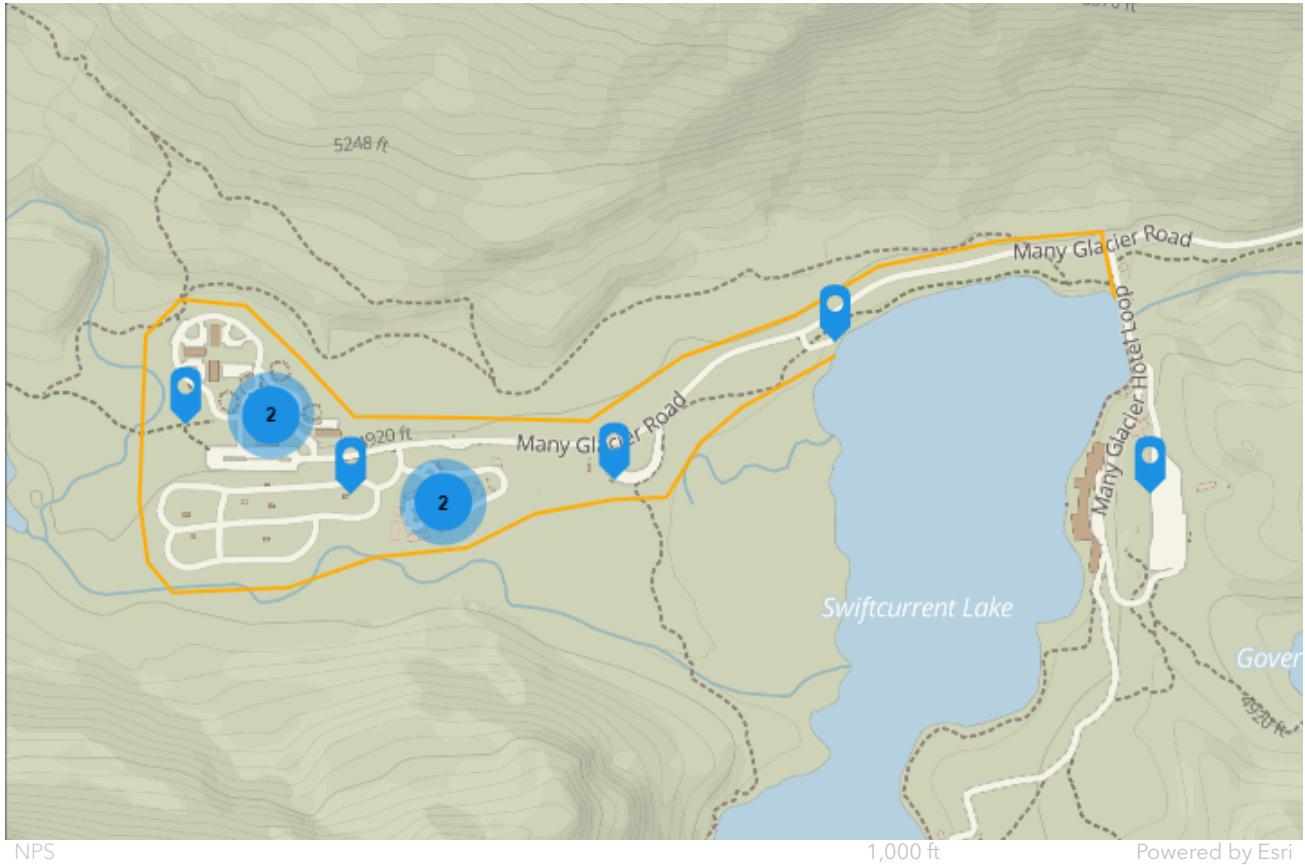 5248 ft
Many Glacier Road
Many Glacier Hotel Loop
4920 ft
Many Glacier Road
2
2
Swiftcurrent Lake
Gover
4920 ft
NPS
1,000 ft
Powered by Esri